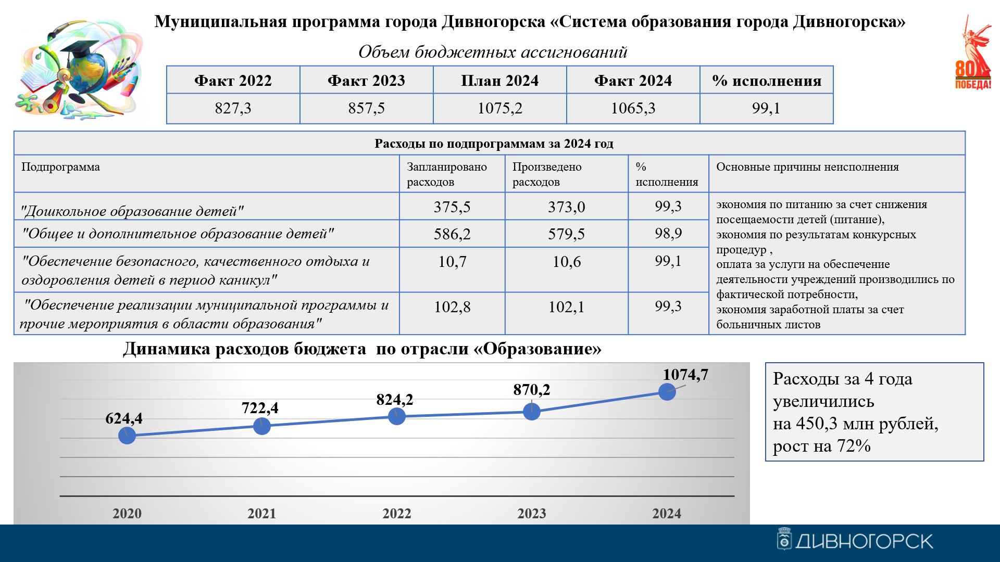 Муниципальная программа города Дивногорска «Система образования города Дивногорска»
80
ПОБЕДА!
Объем бюджетных ассигнований
Факт 2022 Факт 2023 План 2024 Факт 2024 % исполнения
827,3 857,5 1075,2 1065,3 99,1
Расходы по подпрограммам за 2024 год
Подпрограмма
Запланировано
расходов
Произведено
расходов
%
исполнения
Основные причины неисполнения
"Дошкольное образование детей" 375,5 373,0 99,3
"Общее и дополнительное образование детей" 586,2 579,5 98,9
"Обеспечение безопасного, качественного отдыха и
оздоровления детей в период каникул"
10,7 10,6 99,1
"Обеспечение реализации муниципальной программы и
прочие мероприятия в области образования"
102,8 102,1 99,3
экономия по питанию за счет снижения
посещаемости детей (питание),
экономия по результатам конкурсных
процедур ,
оплата за услуги на обеспечение
деятельности учреждений производились по
фактической потребности,
экономия заработной платы за счет
больничных листов
Динамика расходов бюджета  по отрасли «Образование»
624,4
722,4
824,2
870,2
1074,7
2020 2021 2022 2023 2024
Расходы за 4 года
увеличились
на 450,3 млн рублей,
рост на 72%
ДИВНОГОРСК